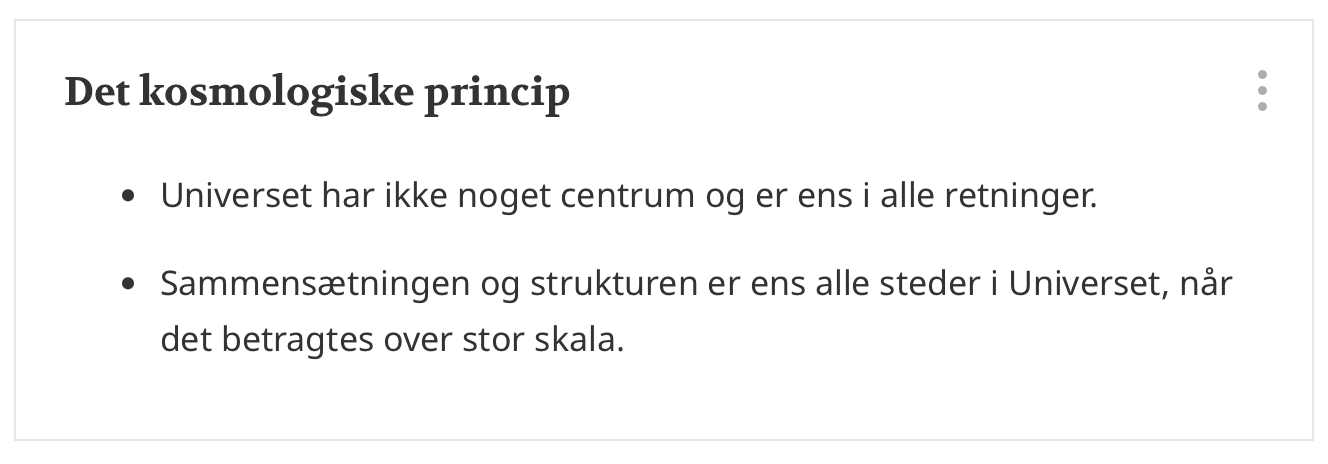 Det kosmologiske princip
• Universet har ikke noget centrum og er ens i alle retninger.
• Sammensætningen og strukturen er ens alle steder i Universet, når
det betragtes over stor skala.